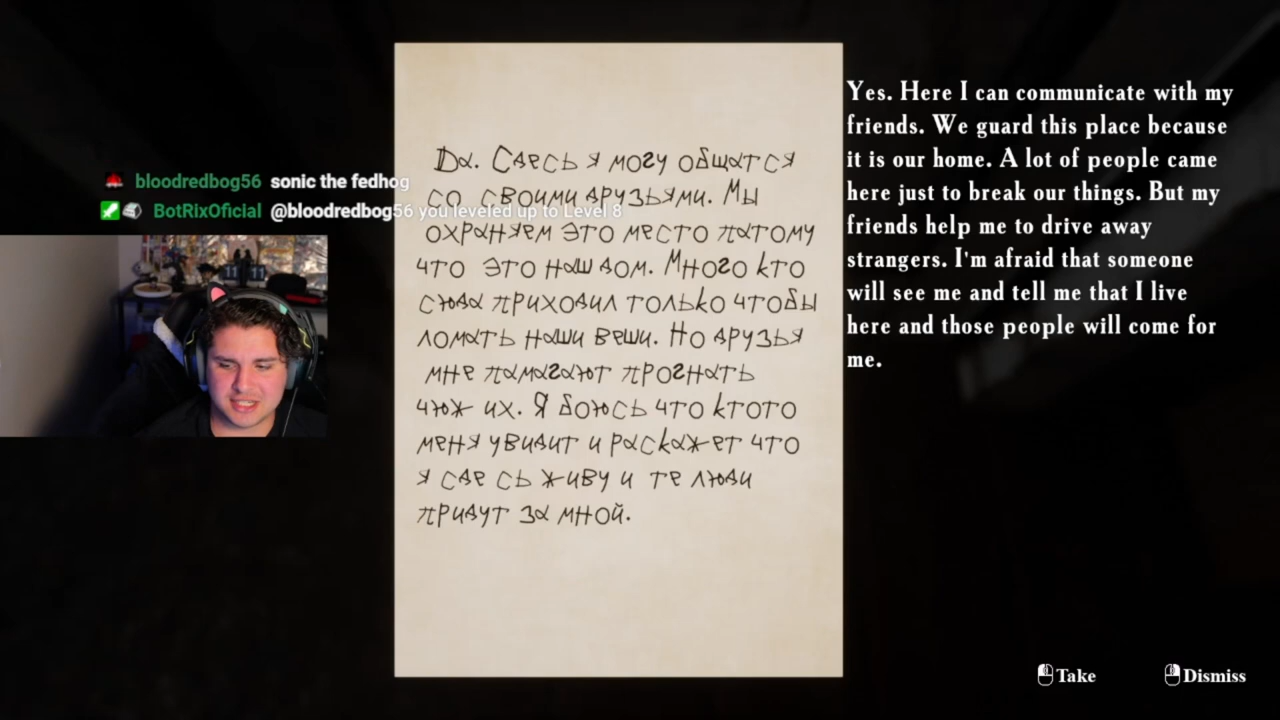 Да. Сдесь я могу общатся
со своими друзьями. Мы
охраняем это место патому
что это наш дом. Много кто
сюда приходил только чтобы
ломать наши веши. Но друзья
мне памагают прогнать
чюж их. Я боюсь что ктото
меня увидит и раскажет что
я сде сь живу и те люди
придут за мной.
Yes. Here I can communicate with my
friends. We guard this place because
it is our home. A lot of people came
here just to break our things. But my
friends help me to drive away
strangers. I'm afraid that someone
will see me and tell me that I live
here and those people will come for
me.
bloodredbog56 sonic the fedhog
BotRixOficial @bloodredbog56 you leveled up to Level 8
11 11
Take Dismiss